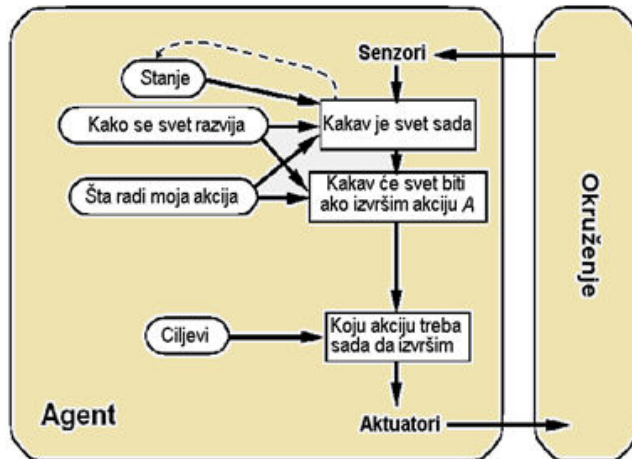 Senzori
Stanje
Kako se svet razvija
Kakav je svet sada
Šta radi moja akcija
Kakav će svet biti
ako izvršim akciju A
Ciljevi
Koju akciju treba
sada da izvršim
Agent
Aktuatori
Okruženje